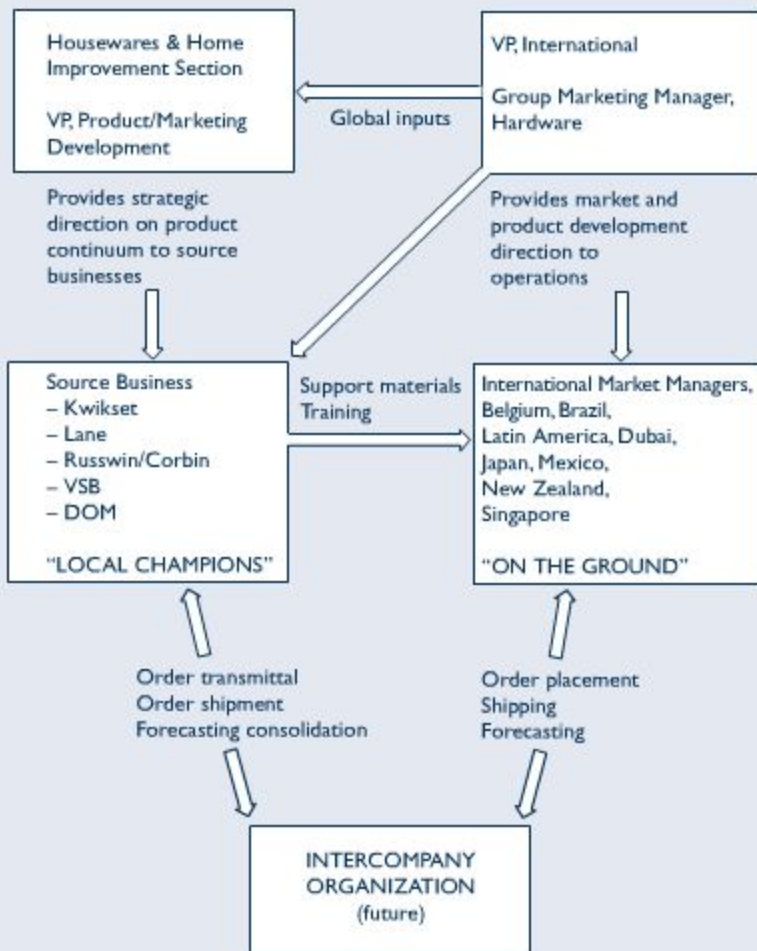 Housewares & Home
Improvement Section
VP, Product/Marketing
Development
VP, International
Group Marketing Manager,
Hardware
Global inputs
Provides strategic
direction on product
continuum to source
businesses
Provides market and
product development
direction to
operations
Source Business
– Kwikset
– Lane
– Russwin/Corbin
– VSB
– DOM
“LOCAL CHAMPIONS”
Support materials
Training
International Market Managers,
Belgium, Brazil,
Latin America, Dubai,
Japan, Mexico,
New Zealand,
Singapore
“ON THE GROUND”
Order transmittal
Order shipment
Forecasting consolidation
Order placement
Shipping
Forecasting
INTERCOMPANY
ORGANIZATION
(future)